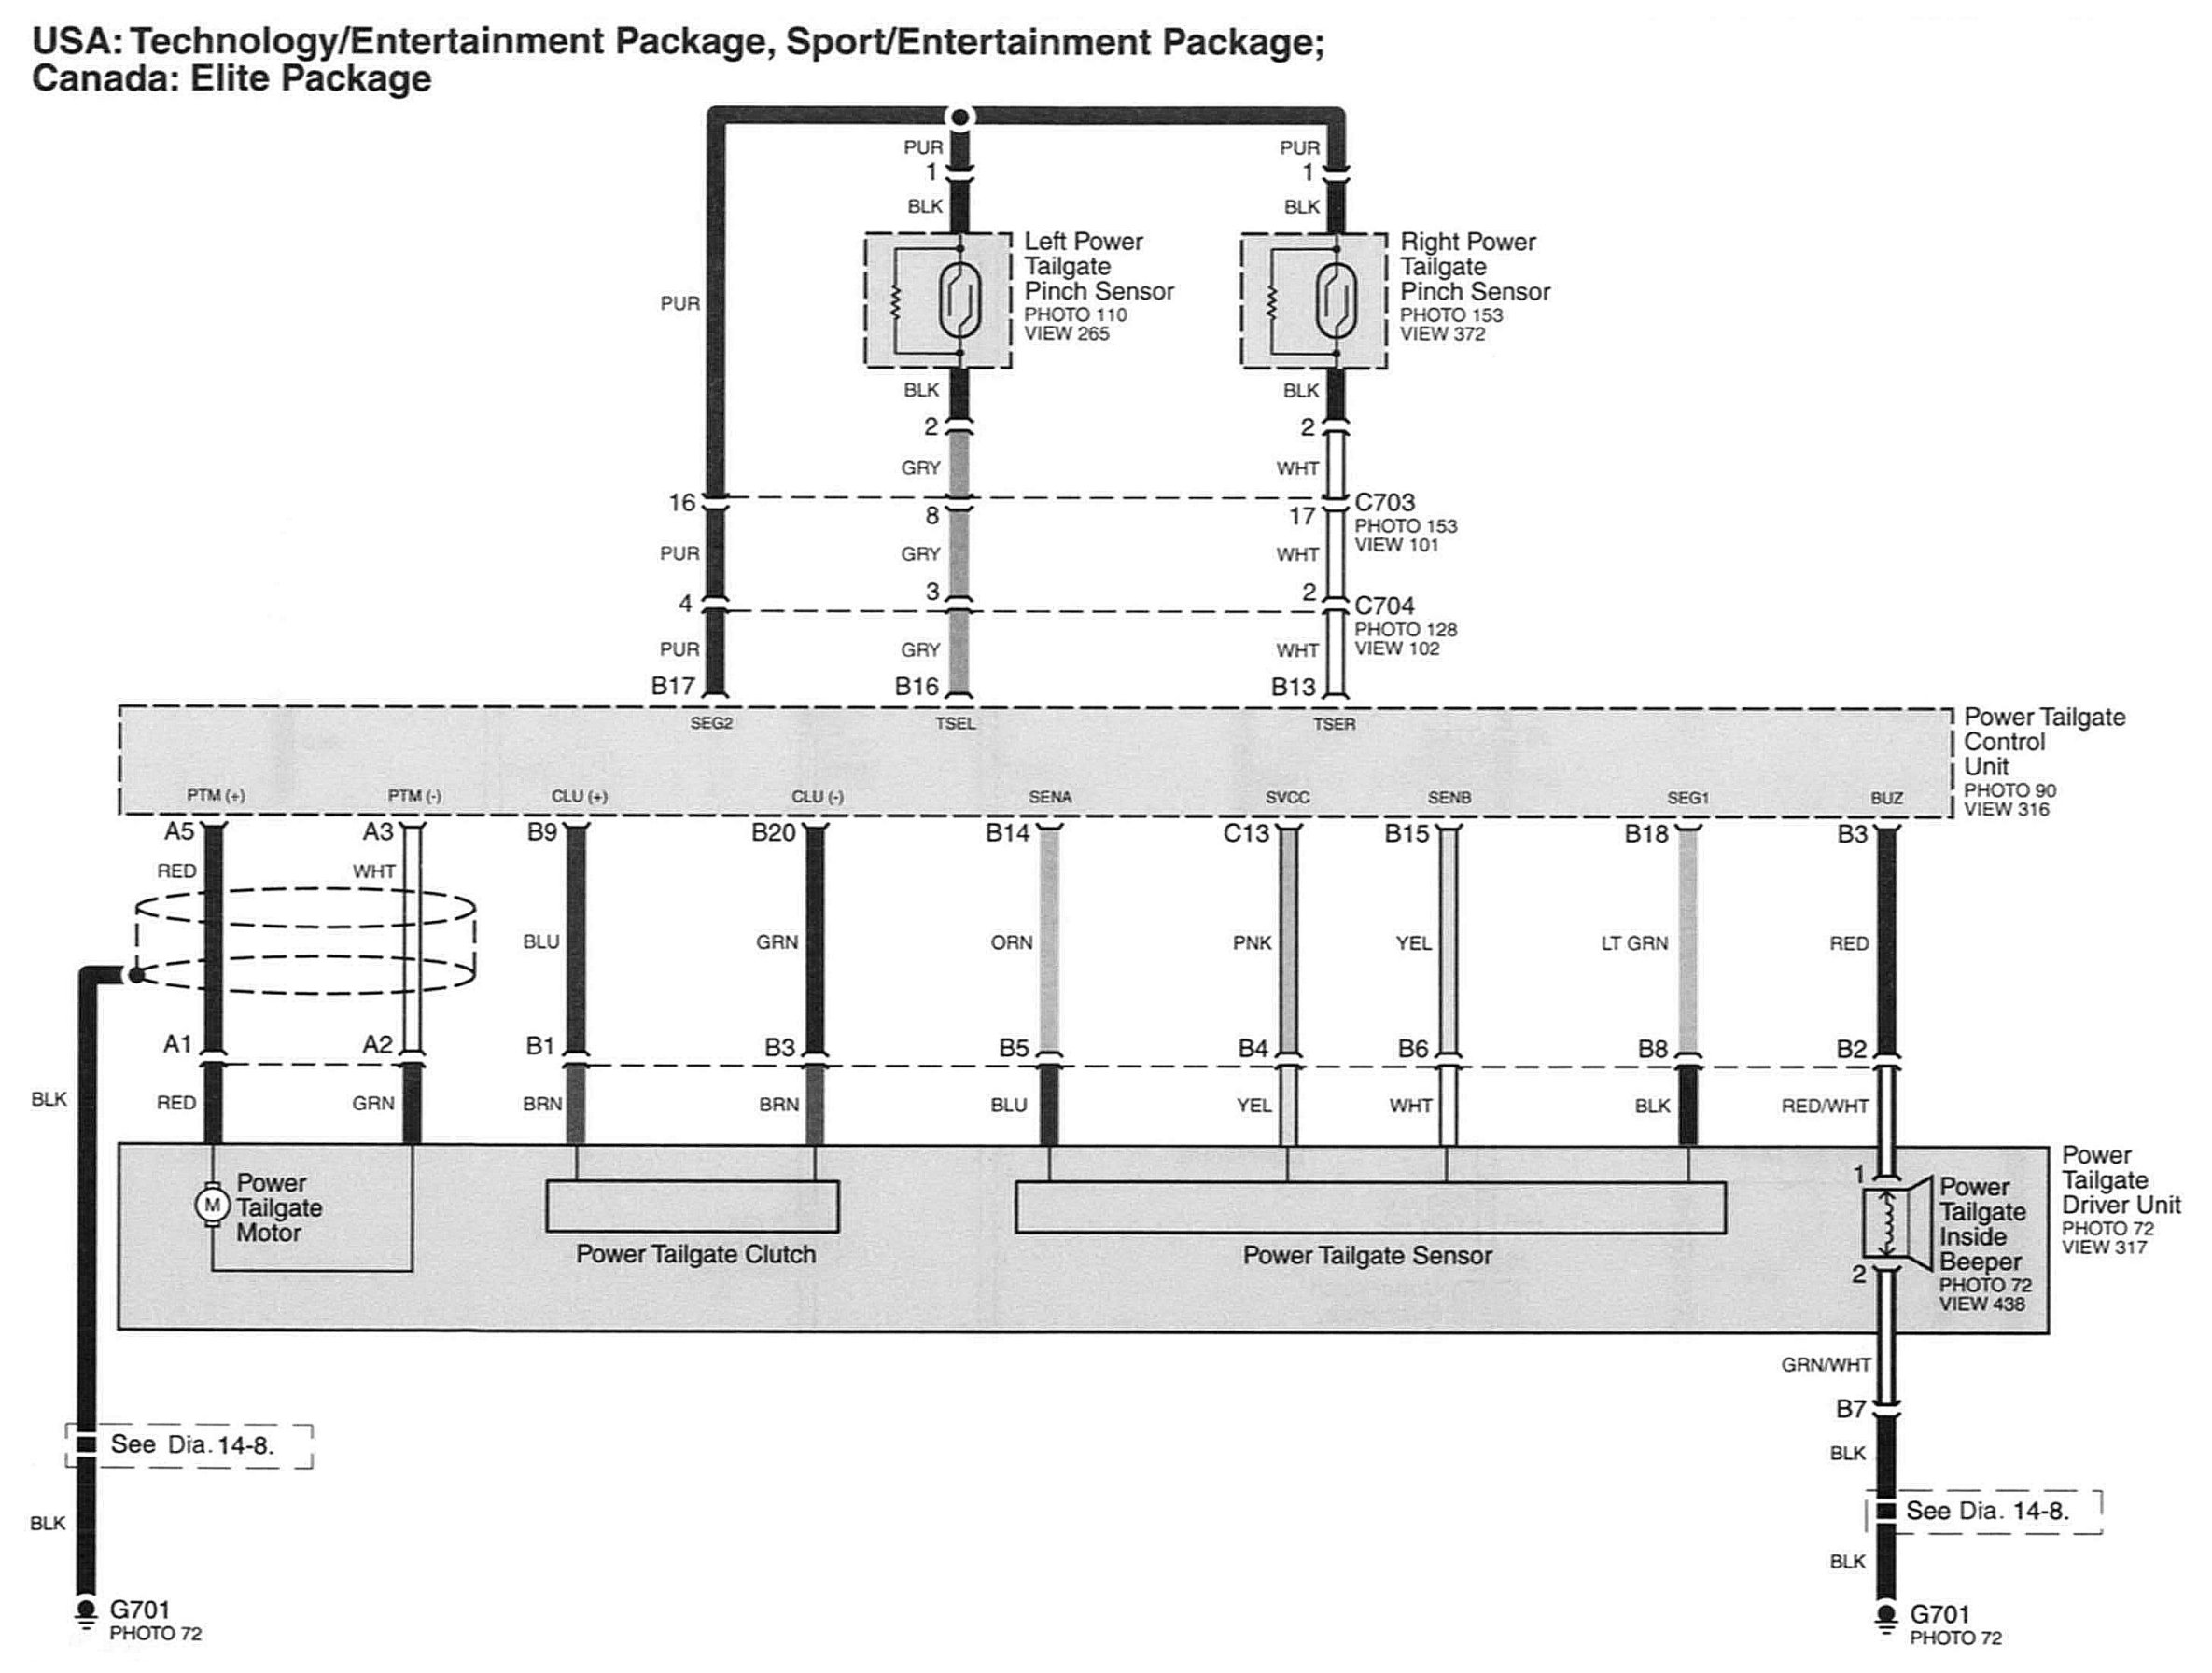 USA: Technology/Entertainment Package, Sport/Entertainment Package;
Canada: Elite Package
PUR
1
BLK
PUR
1
BLK
Left Power
Tailgate
Pinch Sensor
PHOTO 110
VIEW 265
Right Power
Tailgate
Pinch Sensor
PHOTO 153
VIEW 372
PUR
BLK
2
GRY
BLK
2
WHT
16
8
17
C703
PHOTO 153
VIEW 101
PUR
GRY
WHT
4
3
2
C704
PHOTO 128
VIEW 102
PUR
GRY
WHT
B17
B16
B13
SEG2
TSEL
TSER
Power Tailgate
Control
Unit
PHOTO 90
VIEW 316
PTM (+)
PTM (-)
CLU (+)
CLU (-)
SENA
SVCC
SENB
SEG1
BUZ
A5
A3
B9
B20
B14
C13
B15
B18
B3
RED
WHT
BLU
GRN
ORN
PNK
YEL
LT GRN
RED
A1
A2
B1
B3
B5
B4
B6
B8
B2
BLK
RED
GRN
BRN
BRN
BLU
YEL
WHT
BLK
RED/WHT
Power
Tailgate
Driver Unit
PHOTO 72
VIEW 317
M
Power
Tailgate
Motor
Power Tailgate Clutch
Power Tailgate Sensor
1
2
Power
Tailgate
Inside
Beeper
PHOTO 72
VIEW 438
GRN/WHT
B7
BLK
See Dia. 14-8.
See Dia. 14-8.
BLK
BLK
G701
PHOTO 72
G701
PHOTO 72